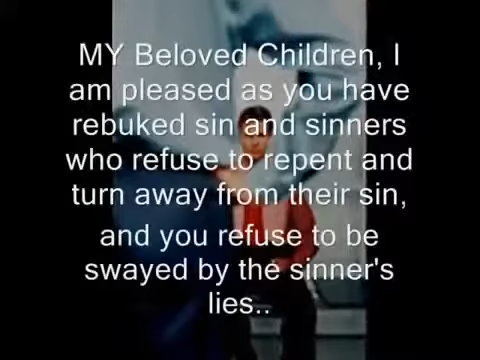 MY Beloved Children, I
am pleased as you have
rebuked sin and sinners
who refuse to repent and
turn away from their sin,
and you refuse to be
swayed by the sinner's
lies..